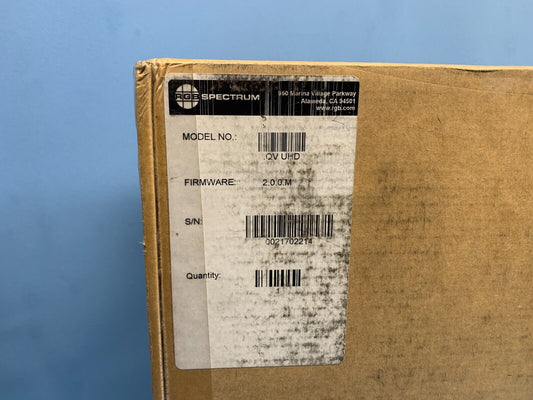 RGB SPECTRUM
950 Marina Village Parkway
Alameda, CA 94501
www.rgb.com
MODEL NO.:
QV UHD
FIRMWARE: 2.0.0.M
S/N:
0021702214
Quantity:
1